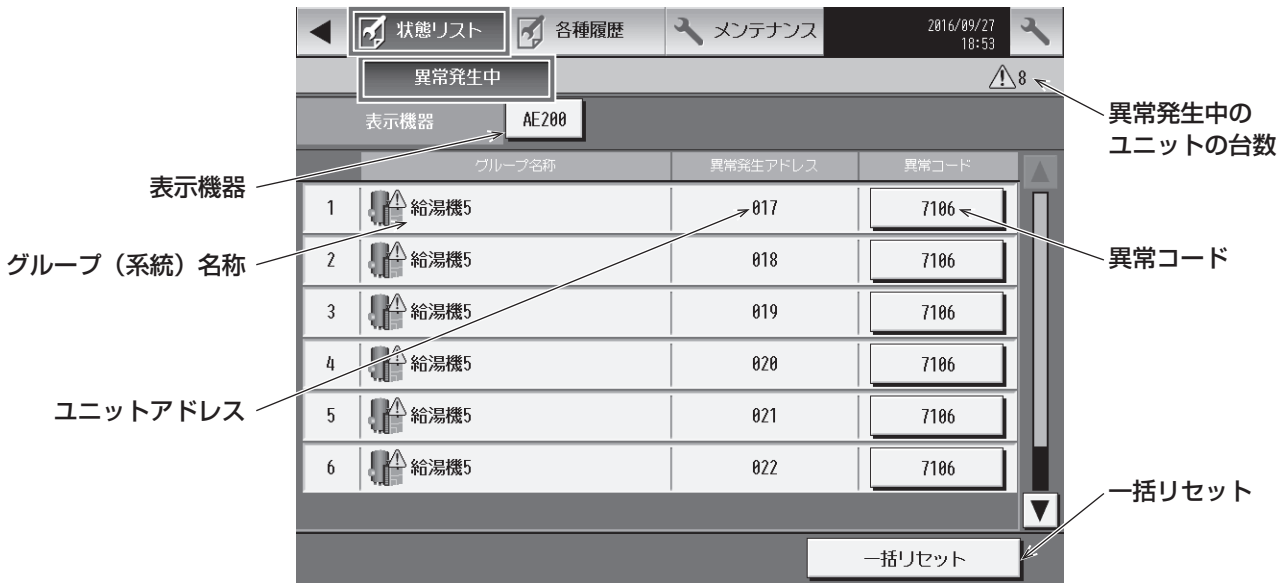 状態リスト 各種履歴 メンテナンス 2016/09/27
18:53
異常発生中 8
異常発生中の
ユニットの台数
表示機器 AE200
表示機器
グループ名称 異常発生アドレス 異常コード
1 給湯機5 017 7106
グループ（系統）名称
2 給湯機5 018 7106
異常コード
3 給湯機5 019 7106
4 給湯機5 020 7106
ユニットアドレス
5 給湯機5 021 7106
6 給湯機5 022 7106
一括リセット
一括リセット